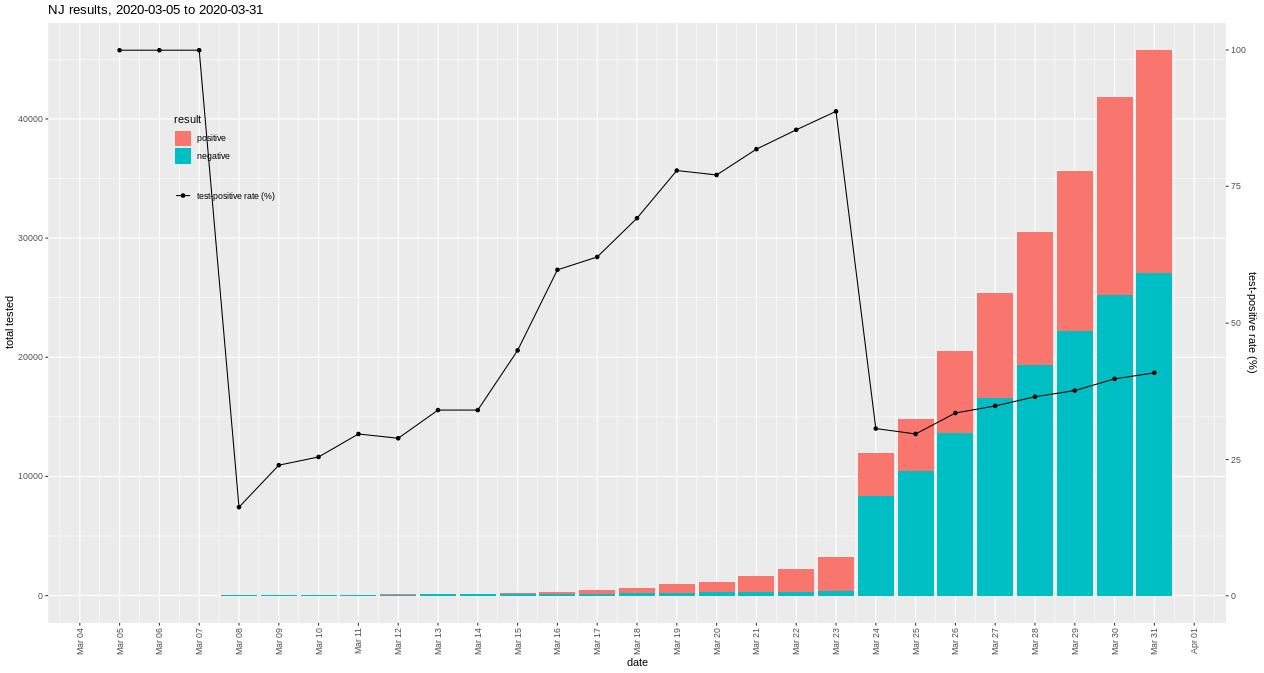 NJ results, 2020-03-05 to 2020-03-31
total tested
40000
30000
20000
10000
0
result
positive
negative
test-positive rate (%)
100
75
50
25
0
test-positive rate (%)
Mar 04
Mar 05
Mar 06
Mar 07
Mar 08
Mar 09
Mar 10
Mar 11
Mar 12
Mar 13
Mar 14
Mar 15
Mar 16
Mar 17
Mar 18
Mar 19
Mar 20
Mar 21
Mar 22
Mar 23
Mar 24
Mar 25
Mar 26
Mar 27
Mar 28
Mar 29
Mar 30
Mar 31
Apr 01
date